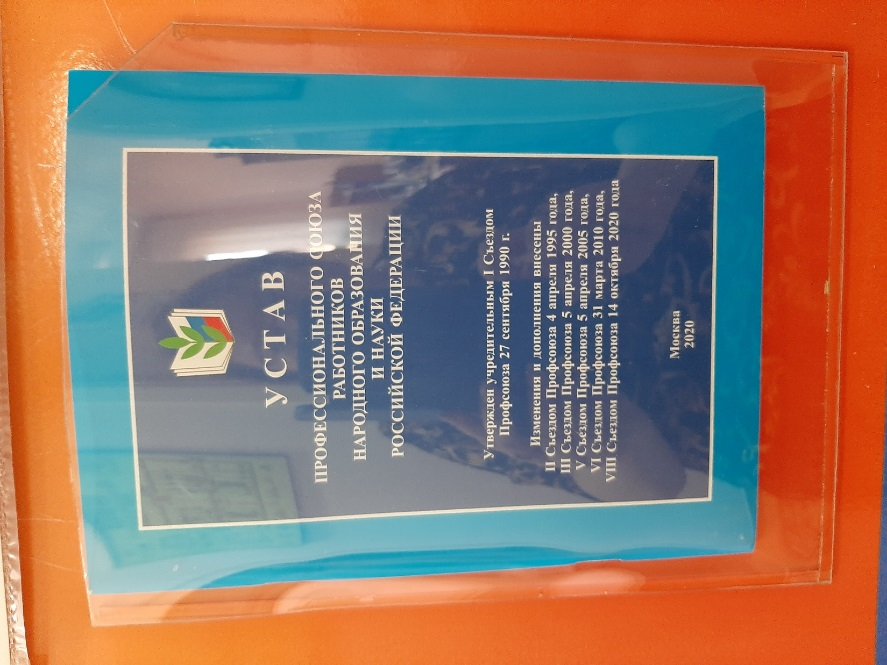 УСТАВ
ПРОФЕССИОНАЛЬНОГО СОЮЗА
РАБОТНИКОВ
НАРОДНОГО ОБРАЗОВАНИЯ
И НАУКИ
РОССИЙСКОЙ ФЕДЕРАЦИИ
Утвержден учредительным I Съездом
Профсоюза 27 сентября 1990 г.
Изменения и дополнения внесены
II Съездом Профсоюза 4 апреля 1995 года,
III Съездом Профсоюза 5 апреля 2000 года,
V Съездом Профсоюза 5 апреля 2005 года,
VI Съездом Профсоюза 31 марта 2010 года,
VIII Съездом Профсоюза 14 октября 2020 года
Москва
2020